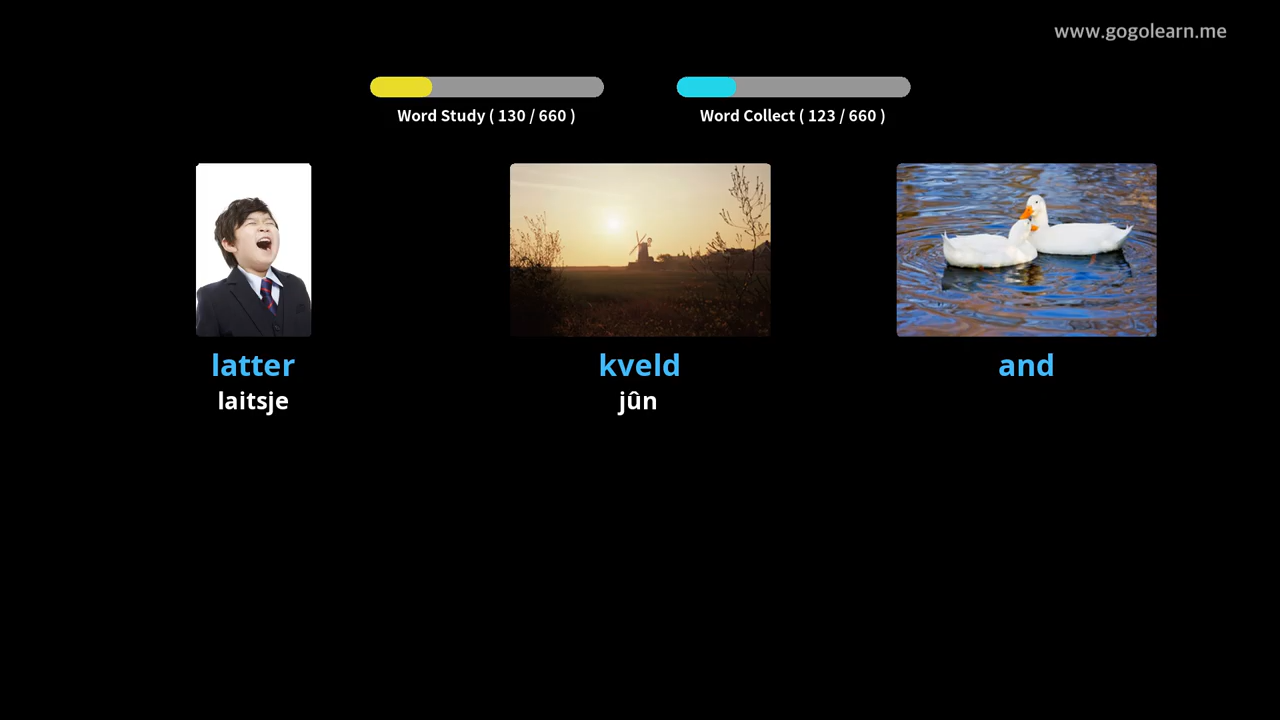 www.gogolearn.me
Word Study ( 130 / 660 )
Word Collect ( 123 / 660 )
latter
kveld
and
laitsje
jûn